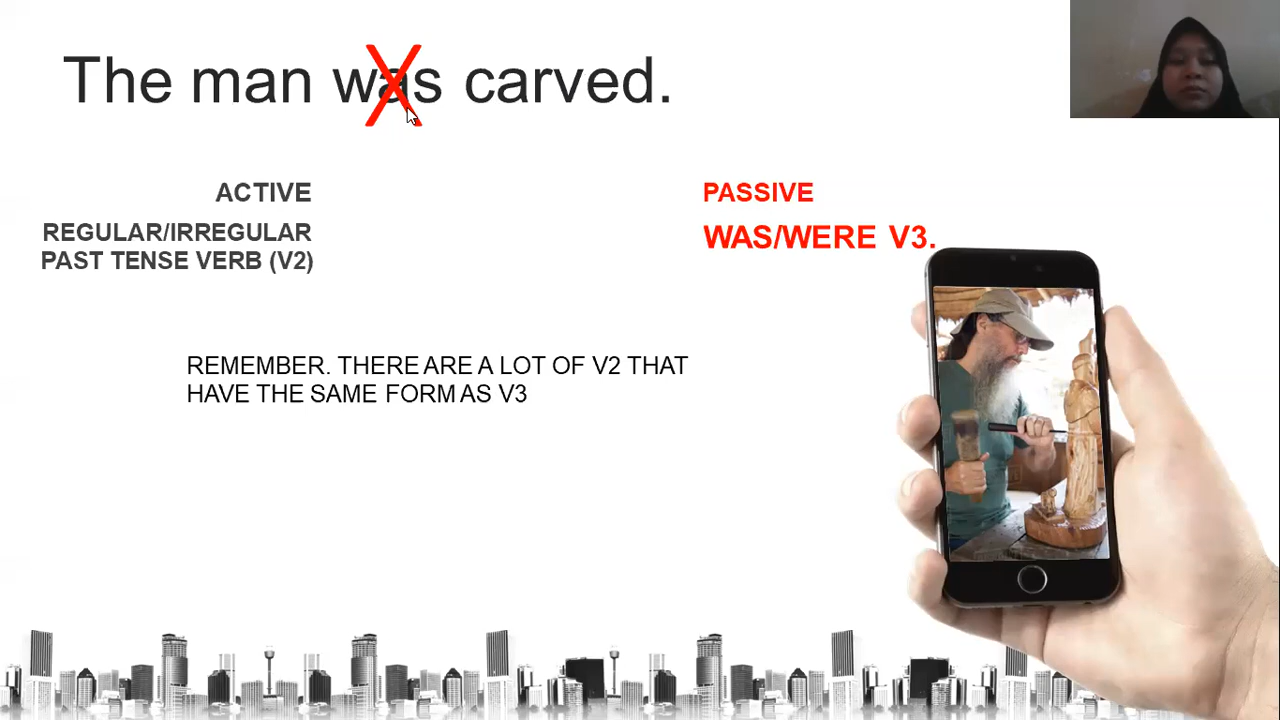 The man was carved.
ACTIVE
REGULAR/IRREGULAR
PAST TENSE VERB (V2)
PASSIVE
WAS/WERE V3.
REMEMBER. THERE ARE A LOT OF V2 THAT
HAVE THE SAME FORM AS V3